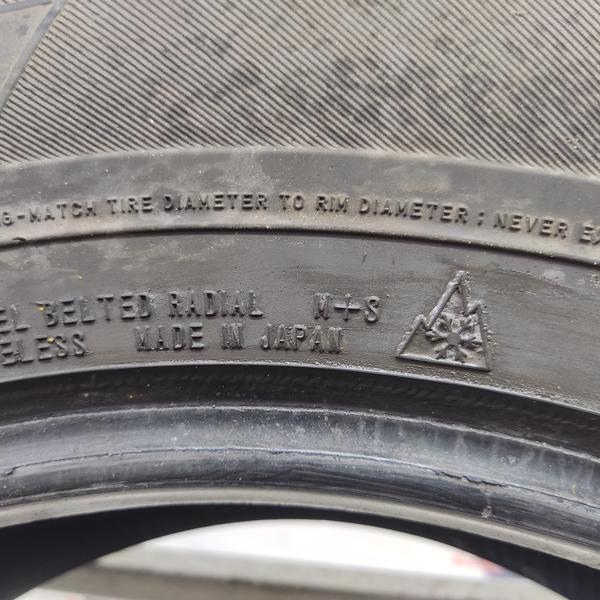 G-MATCH TIRE DIAMETER TO RIM DIAMETER : NEVER EX
EL BELTED RADIAL M+S
ELESS MADE IN JAPAN